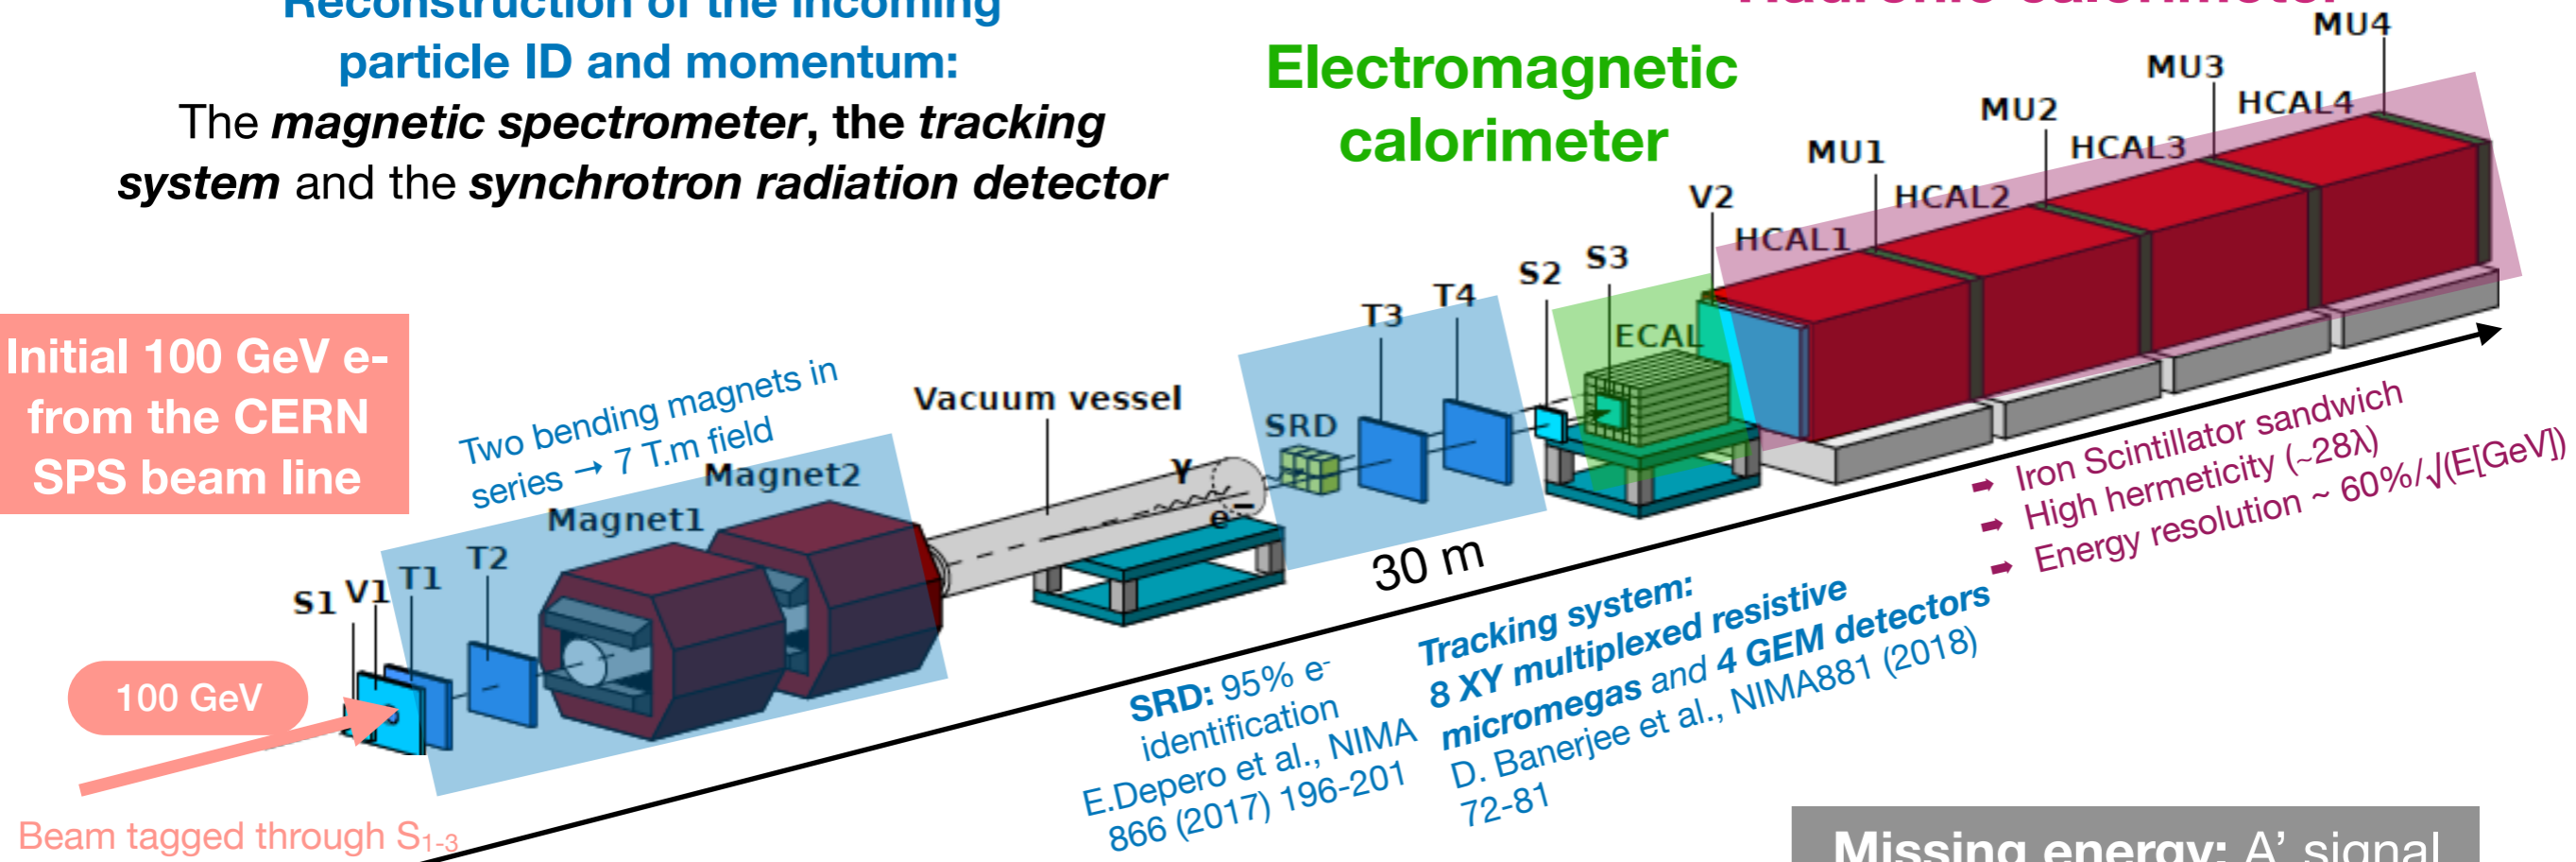 Reconstruction of the incoming
particle ID and momentum:
The magnetic spectrometer, the tracking
system and the synchrotron radiation detector
Hadronic calorimeter
Electromagnetic
calorimeter
MU4
MU3
HCAL4
MU2
HCAL3
MU1
HCAL2
V2
HCAL1
S3
S2
ECAL
T4
T3
SRD
Initial 100 GeV e-
from the CERN
SPS beam line
Two bending magnets in
series → 7 T.m field
Magnet2
Magnet1
Vacuum vessel
γ
e−
T2
T1
V1
S1
100 GeV
Beam tagged through S1-3
30 m
➡ Iron Scintillator sandwich
➡ High hermeticity (~28λ)
➡ Energy resolution ~ 60%/√(E[GeV])
SRD: 95% e-
identification
E.Depero et al., NIMA
866 (2017) 196-201
Tracking system:
8 XY multiplexed resistive
micromegas and 4 GEM detectors
D. Banerjee et al., NIMA881 (2018)
72-81
Missing energy: A' signal